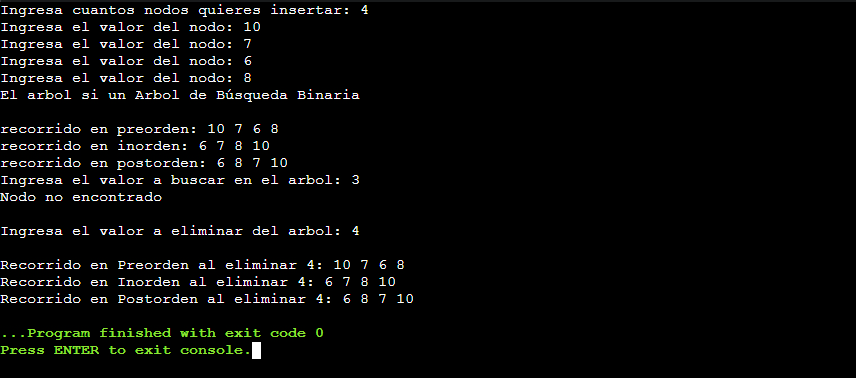 Ingresa cuantos nodos quieres insertar: 4
Ingresa el valor del nodo: 10
Ingresa el valor del nodo: 7
Ingresa el valor del nodo: 6
Ingresa el valor del nodo: 8
El arbol si un Arbol de Búsqueda Binaria
recorrido en preorden: 10 7 6 8
recorrido en inorden: 6 7 8 10
recorrido en postorden: 6 8 7 10
Ingresa el valor a buscar en el arbol: 3
Nodo no encontrado
Ingresa el valor a eliminar del arbol: 4
Recorrido en Preorden al eliminar 4: 10 7 6 8
Recorrido en Inorden al eliminar 4: 6 7 8 10
Recorrido en Postorden al eliminar 4: 6 8 7 10
...Program finished with exit code 0
Press ENTER to exit console.